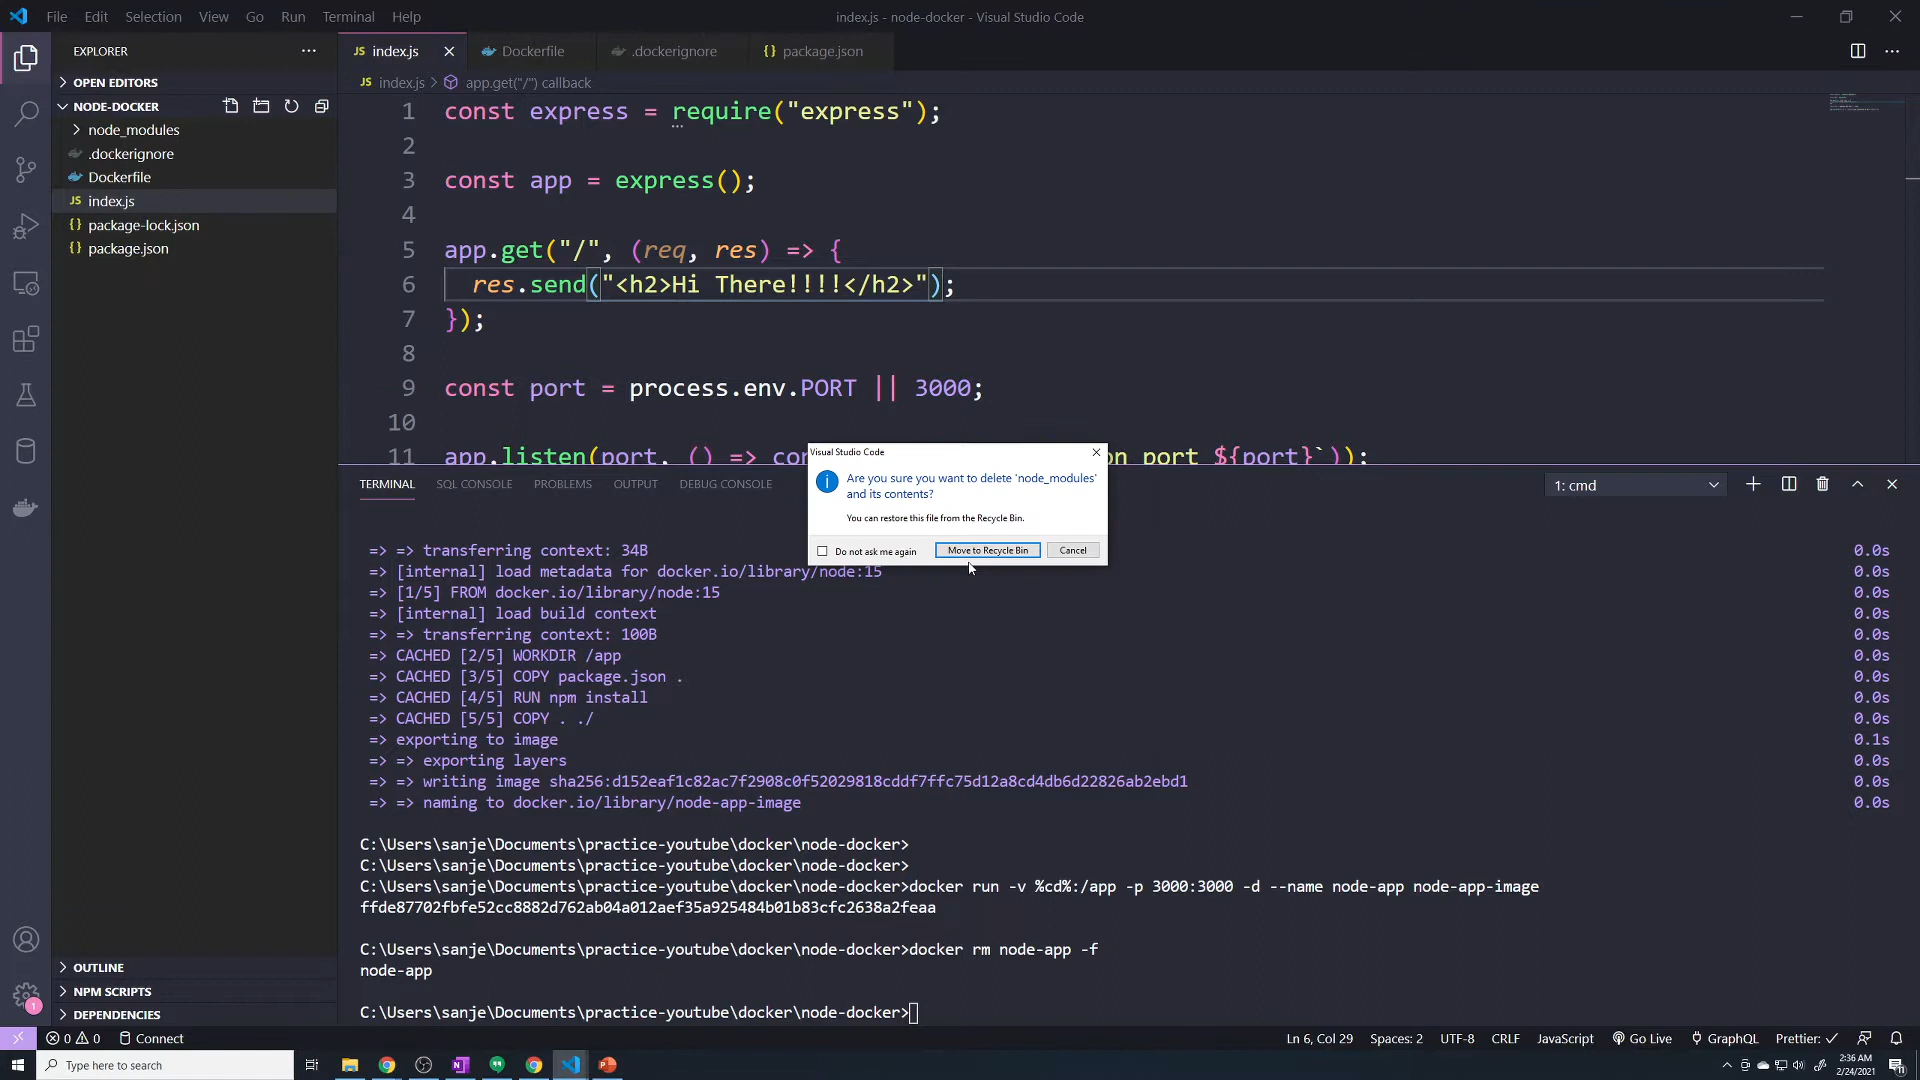 File Edit Selection View Go Run Terminal Help
index.js - node-docker - Visual Studio Code
EXPLORER
OPEN EDITORS
NODE-DOCKER
node_modules
.dockerignore
Dockerfile
JS index.js
{} package-lock.json
{} package.json
OUTLINE
NPM SCRIPTS
DEPENDENCIES
JS index.js
Dockerfile
.dockerignore
{} package.json
JS index.js > app.get("/") callback
1 const express = require("express");
2
3 const app = express();
4
5 app.get("/", (req, res) => {
6 res.send("<h2>Hi There!!!!</h2>");
7 });
8
9 const port = process.env.PORT || 3000;
10
11 app.listen(port, () => con
n port ${port}`));
Visual Studio Code
Are you sure you want to delete 'node_modules'
and its contents?
You can restore this file from the Recycle Bin.
Do not ask me again
Move to Recycle Bin
Cancel
TERMINAL SQL CONSOLE PROBLEMS OUTPUT DEBUG CONSOLE
1: cmd
=> => transferring context: 34B 0.0s
=> [internal] load metadata for docker.io/library/node:15 0.0s
=> [1/5] FROM docker.io/library/node:15 0.0s
=> [internal] load build context 0.0s
=> => transferring context: 100B 0.0s
=> CACHED [2/5] WORKDIR /app 0.0s
=> CACHED [3/5] COPY package.json . 0.0s
=> CACHED [4/5] RUN npm install 0.0s
=> CACHED [5/5] COPY . ./ 0.0s
=> exporting to image 0.1s
=> => exporting layers 0.0s
=> => writing image sha256:d152eaf1c82ac7f2908c0f52029818cddf7ffc75d12a8cd4db6d22826ab2ebd1 0.0s
=> => naming to docker.io/library/node-app-image 0.0s
C:\Users\sanje\Documents\practice-youtube\docker\node-docker>
C:\Users\sanje\Documents\practice-youtube\docker\node-docker>
C:\Users\sanje\Documents\practice-youtube\docker\node-docker>docker run -v %cd%:/app -p 3000:3000 -d --name node-app node-app-image
ffde87702fbfe52cc8882d762ab04a012aef35a925484b01b83cfc2638a2feaa
C:\Users\sanje\Documents\practice-youtube\docker\node-docker>docker rm node-app -f
node-app
C:\Users\sanje\Documents\practice-youtube\docker\node-docker>
1
0 0 Connect
Ln 6, Col 29 Spaces: 2 UTF-8 CRLF JavaScript Go Live GraphQL Prettier: ✓
Type here to search
2:36 AM
2/24/2021